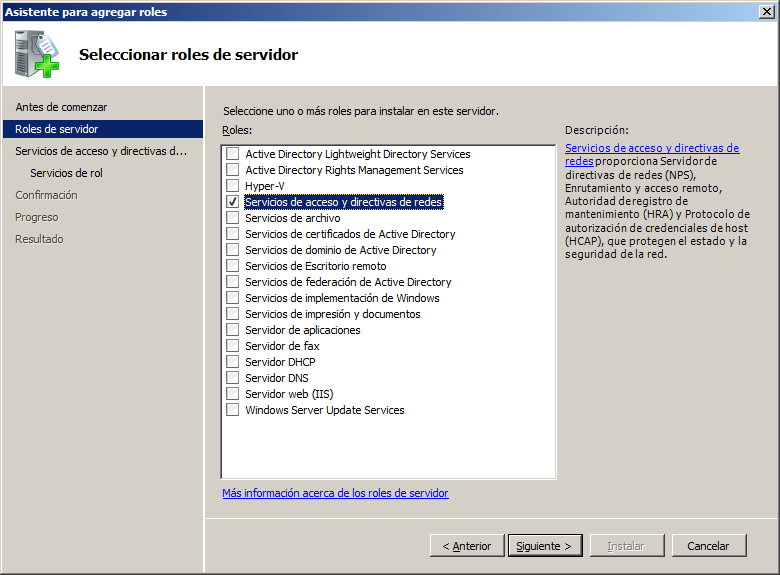 Asistente para agregar roles
Seleccionar roles de servidor
Antes de comenzar
Roles de servidor
Servicios de acceso y directivas d...
Servicios de rol
Confirmación
Progreso
Resultado
Seleccione uno o más roles para instalar en este servidor.
Roles:
Active Directory Lightweight Directory Services
Active Directory Rights Management Services
Hyper-V
Servicios de acceso y directivas de redes
Servicios de archivo
Servicios de certificados de Active Directory
Servicios de dominio de Active Directory
Servicios de Escritorio remoto
Servicios de federación de Active Directory
Servicios de implementación de Windows
Servicios de impresión y documentos
Servidor de aplicaciones
Servidor de fax
Servidor DHCP
Servidor DNS
Servidor web (IIS)
Windows Server Update Services
Más información acerca de los roles de servidor
Descripción:
Servicios de acceso y directivas de
redes proporciona Servidor de
directivas de redes (NPS),
Enrutamiento y acceso remoto,
Autoridad de registro de
mantenimiento (HRA) y Protocolo de
autorización de credenciales de host
(HCAP), que protegen el estado y la
seguridad de la red.
< Anterior
Siguiente >
Instalar
Cancelar